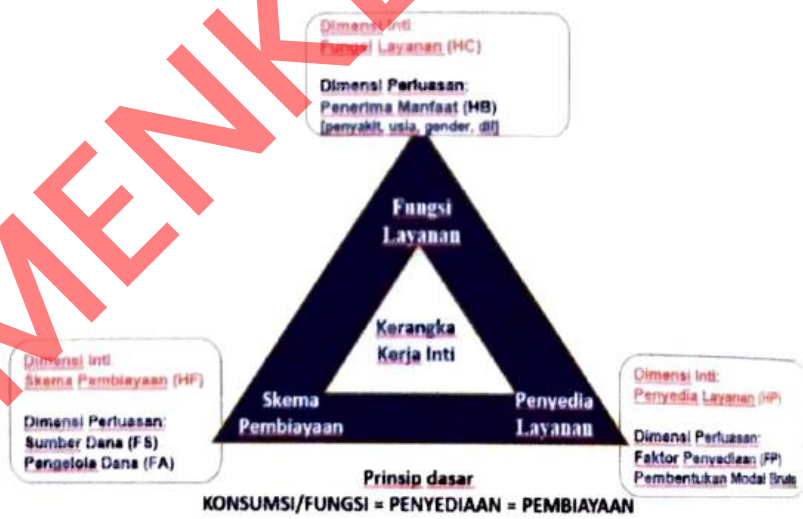 Dimensi Inti:
Fungsi Layanan (HC)
Dimensi Perluasan:
Penerima Manfaat (HB)
[penyakit, usia, gender, dll]
Fungsi
Layanan
Kerangka
Kerja Inti
Dimensi Inti
Skema Pembiayaan (HF)
Dimensi Perluasan:
Sumber Dana (FS)
Pengelola Dana (FA)
Skema
Pembiayaan
Penyedia
Layanan
Dimensi Inti:
Penyedia Layanan (HP)
Dimensi Perluasan:
Faktor Penyediaan (FP)
Pembentukan Modal Bruto
Prinsip dasar
KONSUMSI/FUNGSI = PENYEDIAAN = PEMBIAYAAN
MENKE